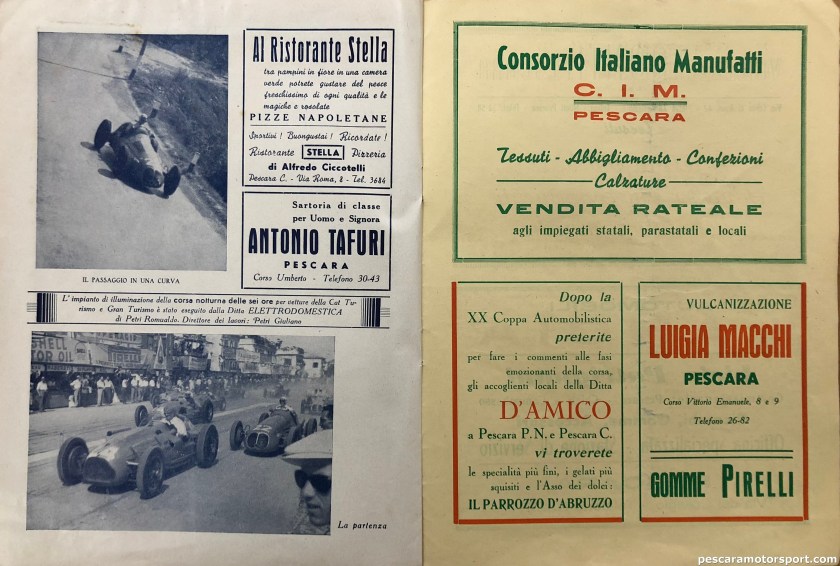 Al Ristorante Stella
tra pampini in fiore in una camera
verde potrete gustare del pesce
freschissimo di ogni qualità e le
magiche e rosolate
PIZZE NAPOLETANE
Sportivi! Buongustai! Ricordate!
Ristorante STELLA Pizzeria
di Alfredo Ciccotelli
Pescara C. - Via Roma, 8 - Tel. 3684
Sartoria di classe
per Uomo e Signora
ANTONIO TAFURI
PESCARA
Corso Umberto - Telefono 30-43
IL PASSAGGIO IN UNA CURVA
L'impianto di illuminazione della corsa notturna delle sei ore per vetture della Cat Tu-
rismo e Gran Turismo è stato eseguito dalla Ditta ELETTRODOMESTICA
di Petri Romualdo. Direttore dei lavori: Petri Giuliano
SHELL
MOTOR OIL
PIRELLI
La partenza
Consorzio Italiano Manufatti
C. I. M.
PESCARA
Tessuti - Abbigliamento - Confezioni
Calzature
VENDITA RATEALE
agli impiegati statali, parastatali e locali
Dopo la
XX Coppa Automobilistica
preterite
per fare i commenti alle fasi
emozionanti della corsa,
gli accoglienti locali della Ditta
D'AMICO
a Pescara P.N. e Pescara C.
vi troverete
le specialità più fini, i gelati più
squisiti e l'Asso dei dolci:
IL PARROZZO D'ABRUZZO
VULCANIZZAZIONE
LUIGIA MACCHI
PESCARA
Corso Vittorio Emanuele, 8 e 9
Telefono 26-82
GOMME PIRELLI
pescaramotorsport.com